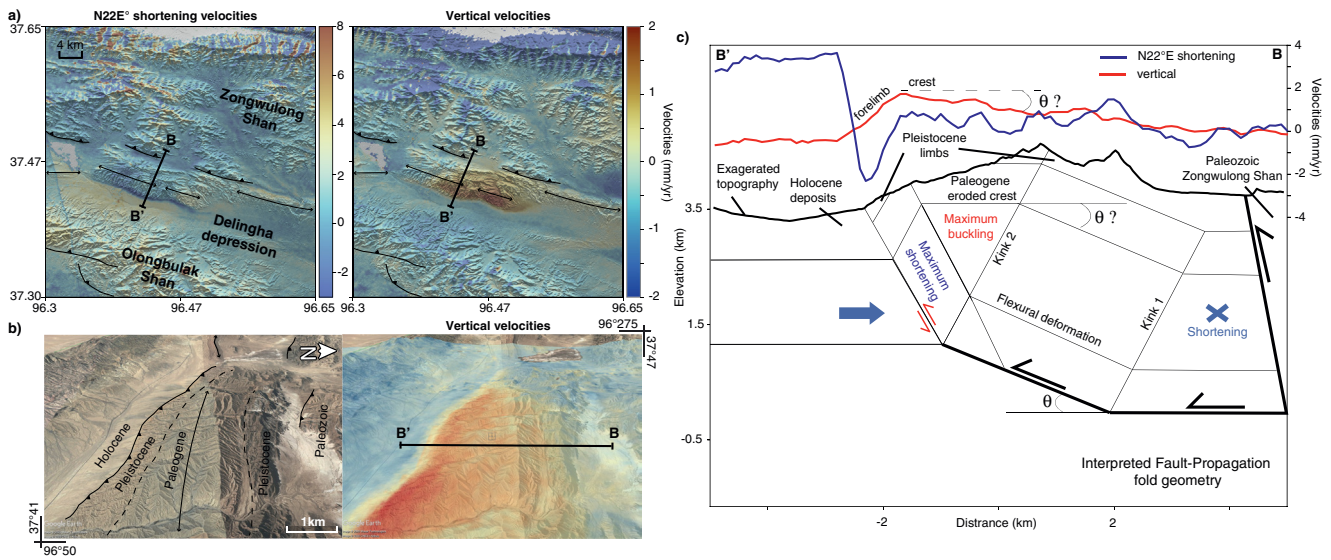 a)
N22E° shortening velocities
Vertical velocities
37.65
37.47
37.30
96.3
96.47
96.65
4 km
Zongwulong
Shan
B
B'
Delingha
depression
Olongbulak
Shan
8
6
4
2
0
-2
96.3
96.47
96.65
B
B'
2
1
0
-1
-2
Velocities (mm/yr)
b)
Vertical velocities
96°275
37°47
N
Holocene
Pleistocene
Paleogene
Pleistocene
Paleozoic
1km
B'
B
Google Earth
37°41
96°50
c)
B'
B
N22°E shortening
vertical
4
2
0
-2
-4
Velocities (mm/yr)
forelimb
crest
θ ?
Pleistocene
limbs
Exagerated
topography
Holocene
deposits
Paleogene
eroded crest
Paleozoic
Zongwulong Shan
Maximum
buckling
θ ?
Maximum
shortening
Kink 2
Flexural deformation
Kink 1
Shortening
θ
3.5
1.5
-0.5
Elevation (km)
Interpreted Fault-Propagation
fold geometry
-2
2
Distrance (km)